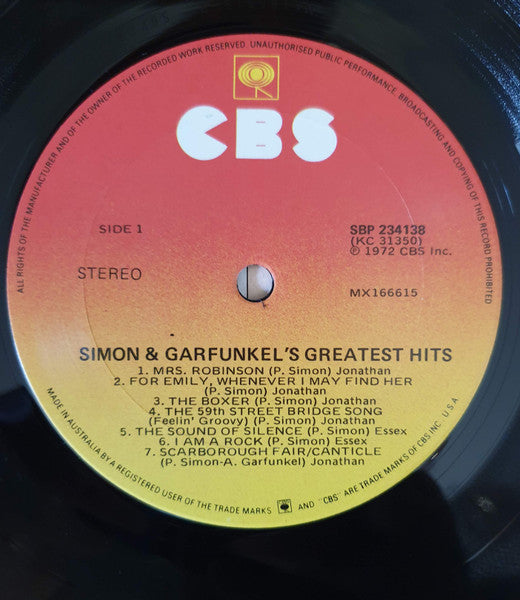 ALL RIGHTS OF THE MANUFACTURER AND OF THE OWNER OF THE RECORDED WORK RESERVED. UNAUTHORISED PUBLIC PERFORMANCE, BROADCASTING AND COPYING OF THIS RECORD PROHIBITED
CBS
SIDE 1
SBP 234138
(KC 31350)
℗ 1972 CBS Inc.
STEREO
MX166615
SIMON & GARFUNKEL'S GREATEST HITS
1. MRS. ROBINSON (P. Simon) Jonathan
2. FOR EMILY, WHENEVER I MAY FIND HER
(P. Simon) Jonathan
3. THE BOXER (P. Simon) Jonathan
4. THE 59th STREET BRIDGE SONG
(Feelin' Groovy) (P. Simon) Jonathan
5. THE SOUND OF SILENCE (P. Simon) Essex
6. I AM A ROCK (P. Simon) Essex
7. SCARBOROUGH FAIR/CANTICLE
(P. Simon-A. Garfunkel) Jonathan
MADE IN AUSTRALIA BY A REGISTERED USER OF THE TRADE MARKS AND "CBS" ARE TRADE MARKS OF CBS INC. U.S.A.